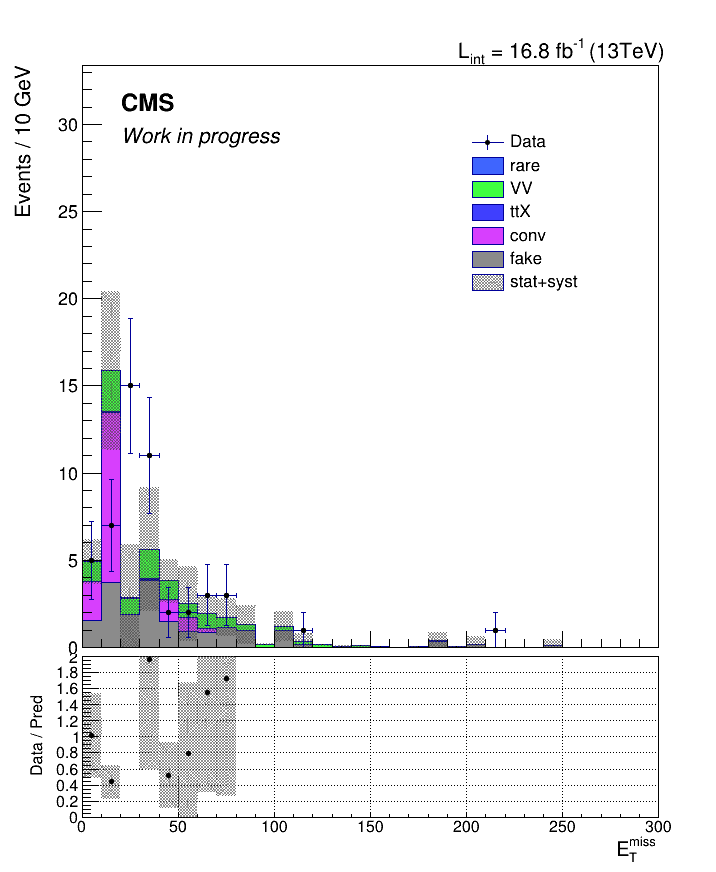 L_int = 16.8 fb^-1 (13TeV)
Events / 10 GeV
CMS
Work in progress
Data
rare
VV
ttX
conv
fake
stat+syst
30
25
20
15
10
5
0
Data / Pred
2
1.8
1.6
1.4
1.2
1
0.8
0.6
0.4
0.2
0
0 50 100 150 200 250 300
E_T^miss